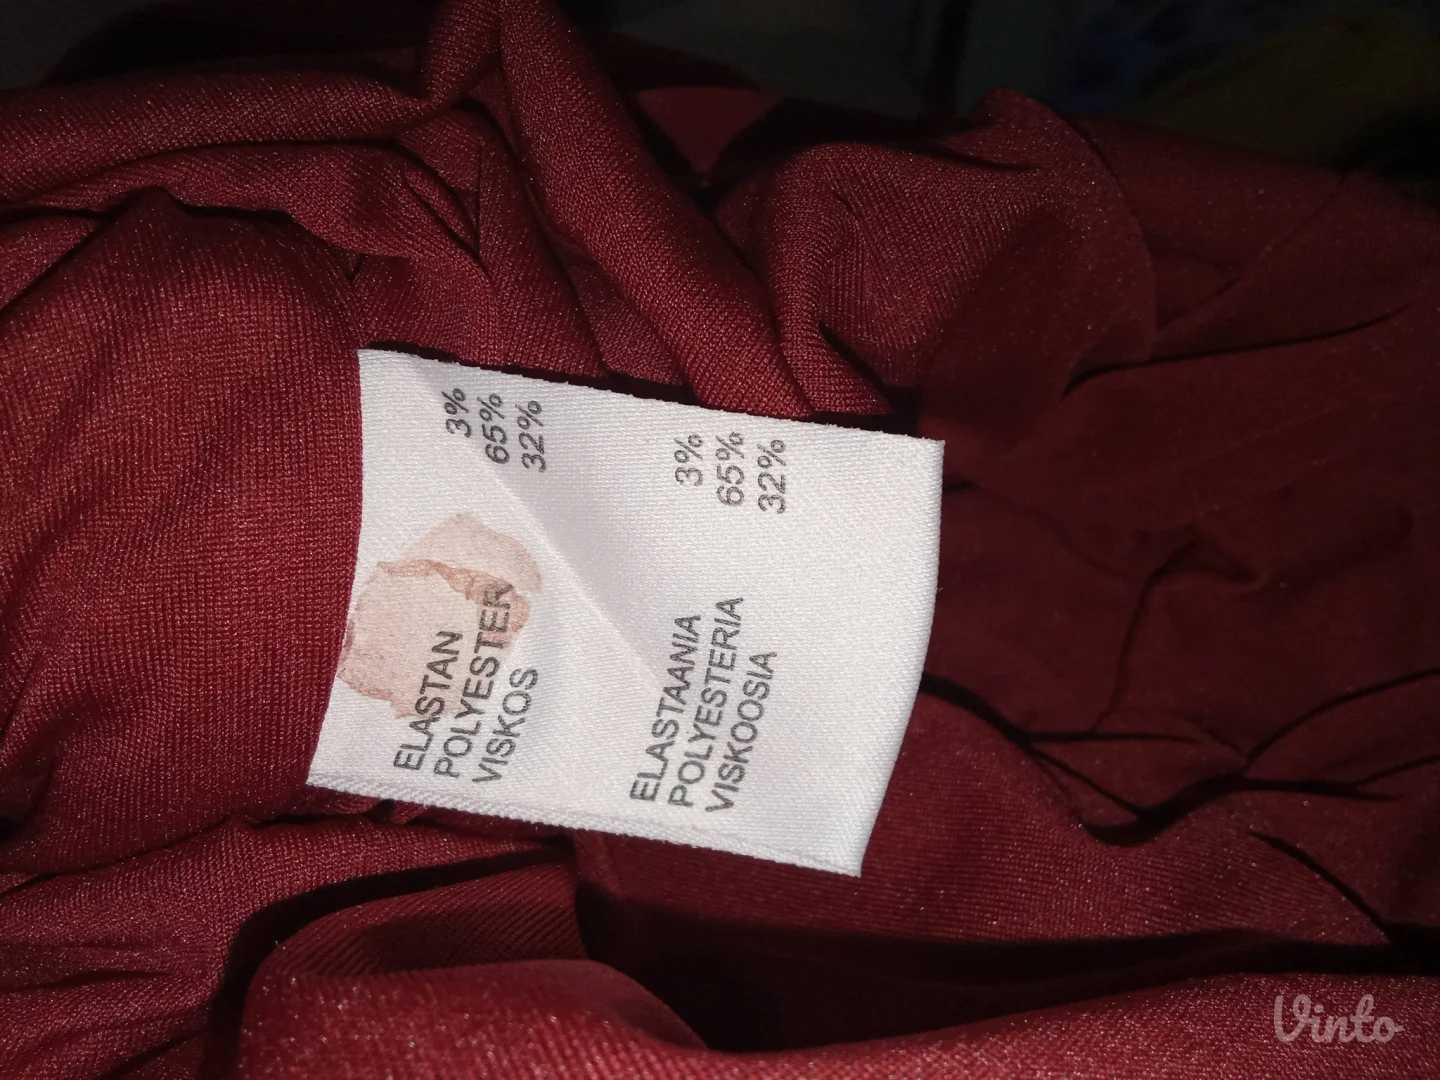 ELASTAN 3%
POLYESTER 65%
VISKOS 32%
ELASTAANIA 3%
POLYESTERIA 65%
VISKOOSIA 32%
Vinto